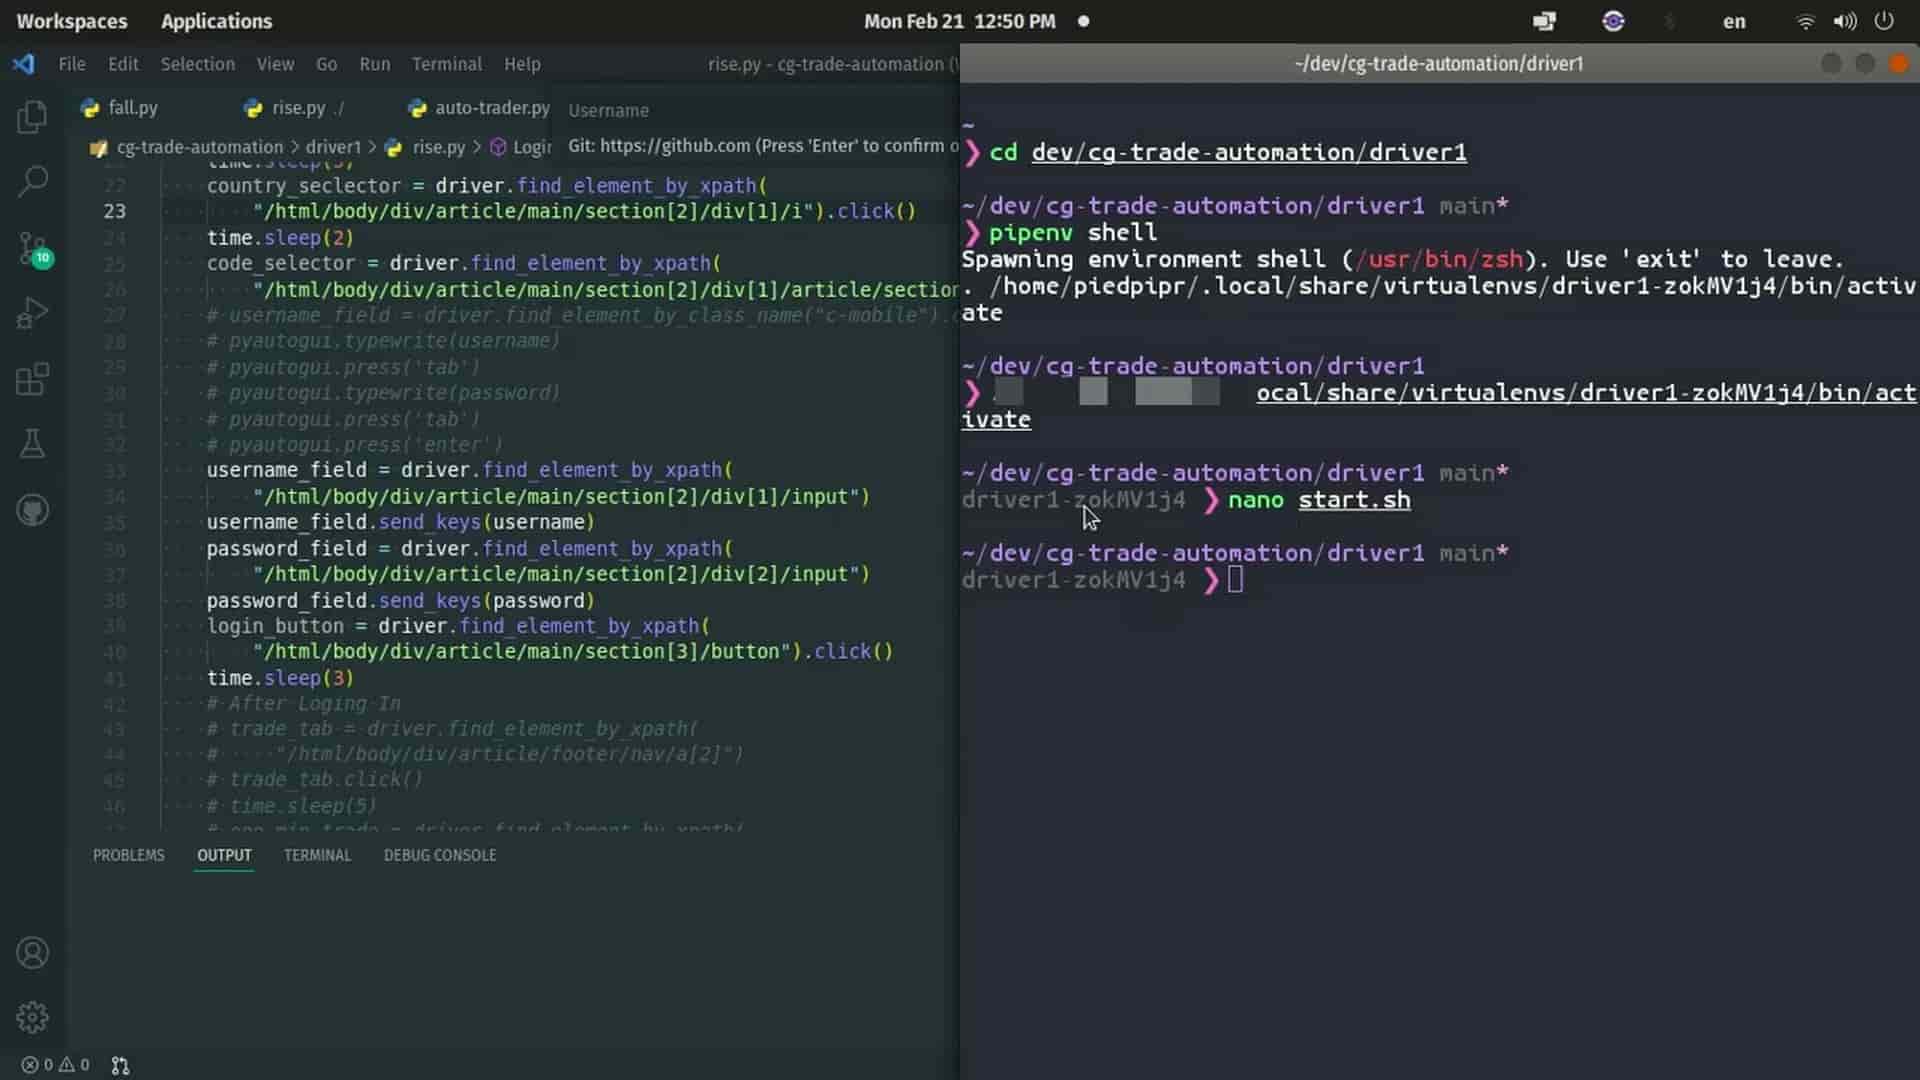 Workspaces Applications Mon Feb 21 12:50 PM en
File Edit Selection View Go Run Terminal Help rise.py - cg-trade-automation (
fall.py rise.py ./ auto-trader.py
Username
Git: https://github.com (Press 'Enter' to confirm o
cg-trade-automation > driver1 > rise.py > Login
10
time.sleep(5)
22 country_seclector = driver.find_element_by_xpath(
23 "/html/body/div/article/main/section[2]/div[1]/i").click()
24 time.sleep(2)
25 code_selector = driver.find_element_by_xpath(
26 "/html/body/div/article/main/section[2]/div[1]/article/section
27 # username_field = driver.find_element_by_class_name("c-mobile").
28 # pyautogui.typewrite(username)
29 # pyautogui.press('tab')
30 # pyautogui.typewrite(password)
31 # pyautogui.press('tab')
32 # pyautogui.press('enter')
33 username_field = driver.find_element_by_xpath(
34 "/html/body/div/article/main/section[2]/div[1]/input")
35 username_field.send_keys(username)
36 password_field = driver.find_element_by_xpath(
37 "/html/body/div/article/main/section[2]/div[2]/input")
38 password_field.send_keys(password)
39 login_button = driver.find_element_by_xpath(
40 "/html/body/div/article/main/section[3]/button").click()
41 time.sleep(3)
42 # After Loging In
43 # trade_tab = driver.find_element_by_xpath(
44 # "/html/body/div/article/footer/nav/a[2]")
45 # trade_tab.click()
46 # time.sleep(5)
47 # one_min_trade = driver.find_element_by_xpath(
PROBLEMS OUTPUT TERMINAL DEBUG CONSOLE
0 0
~/dev/cg-trade-automation/driver1
~
❯ cd dev/cg-trade-automation/driver1
~/dev/cg-trade-automation/driver1 main*
❯ pipenv shell
Spawning environment shell (/usr/bin/zsh). Use 'exit' to leave.
. /home/piedpipr/.local/share/virtualenvs/driver1-zokMV1j4/bin/activ
ate
~/dev/cg-trade-automation/driver1
❯ . ocal/share/virtualenvs/driver1-zokMV1j4/bin/act
ivate
~/dev/cg-trade-automation/driver1 main*
driver1-zokMV1j4 ❯ nano start.sh
~/dev/cg-trade-automation/driver1 main*
driver1-zokMV1j4 ❯